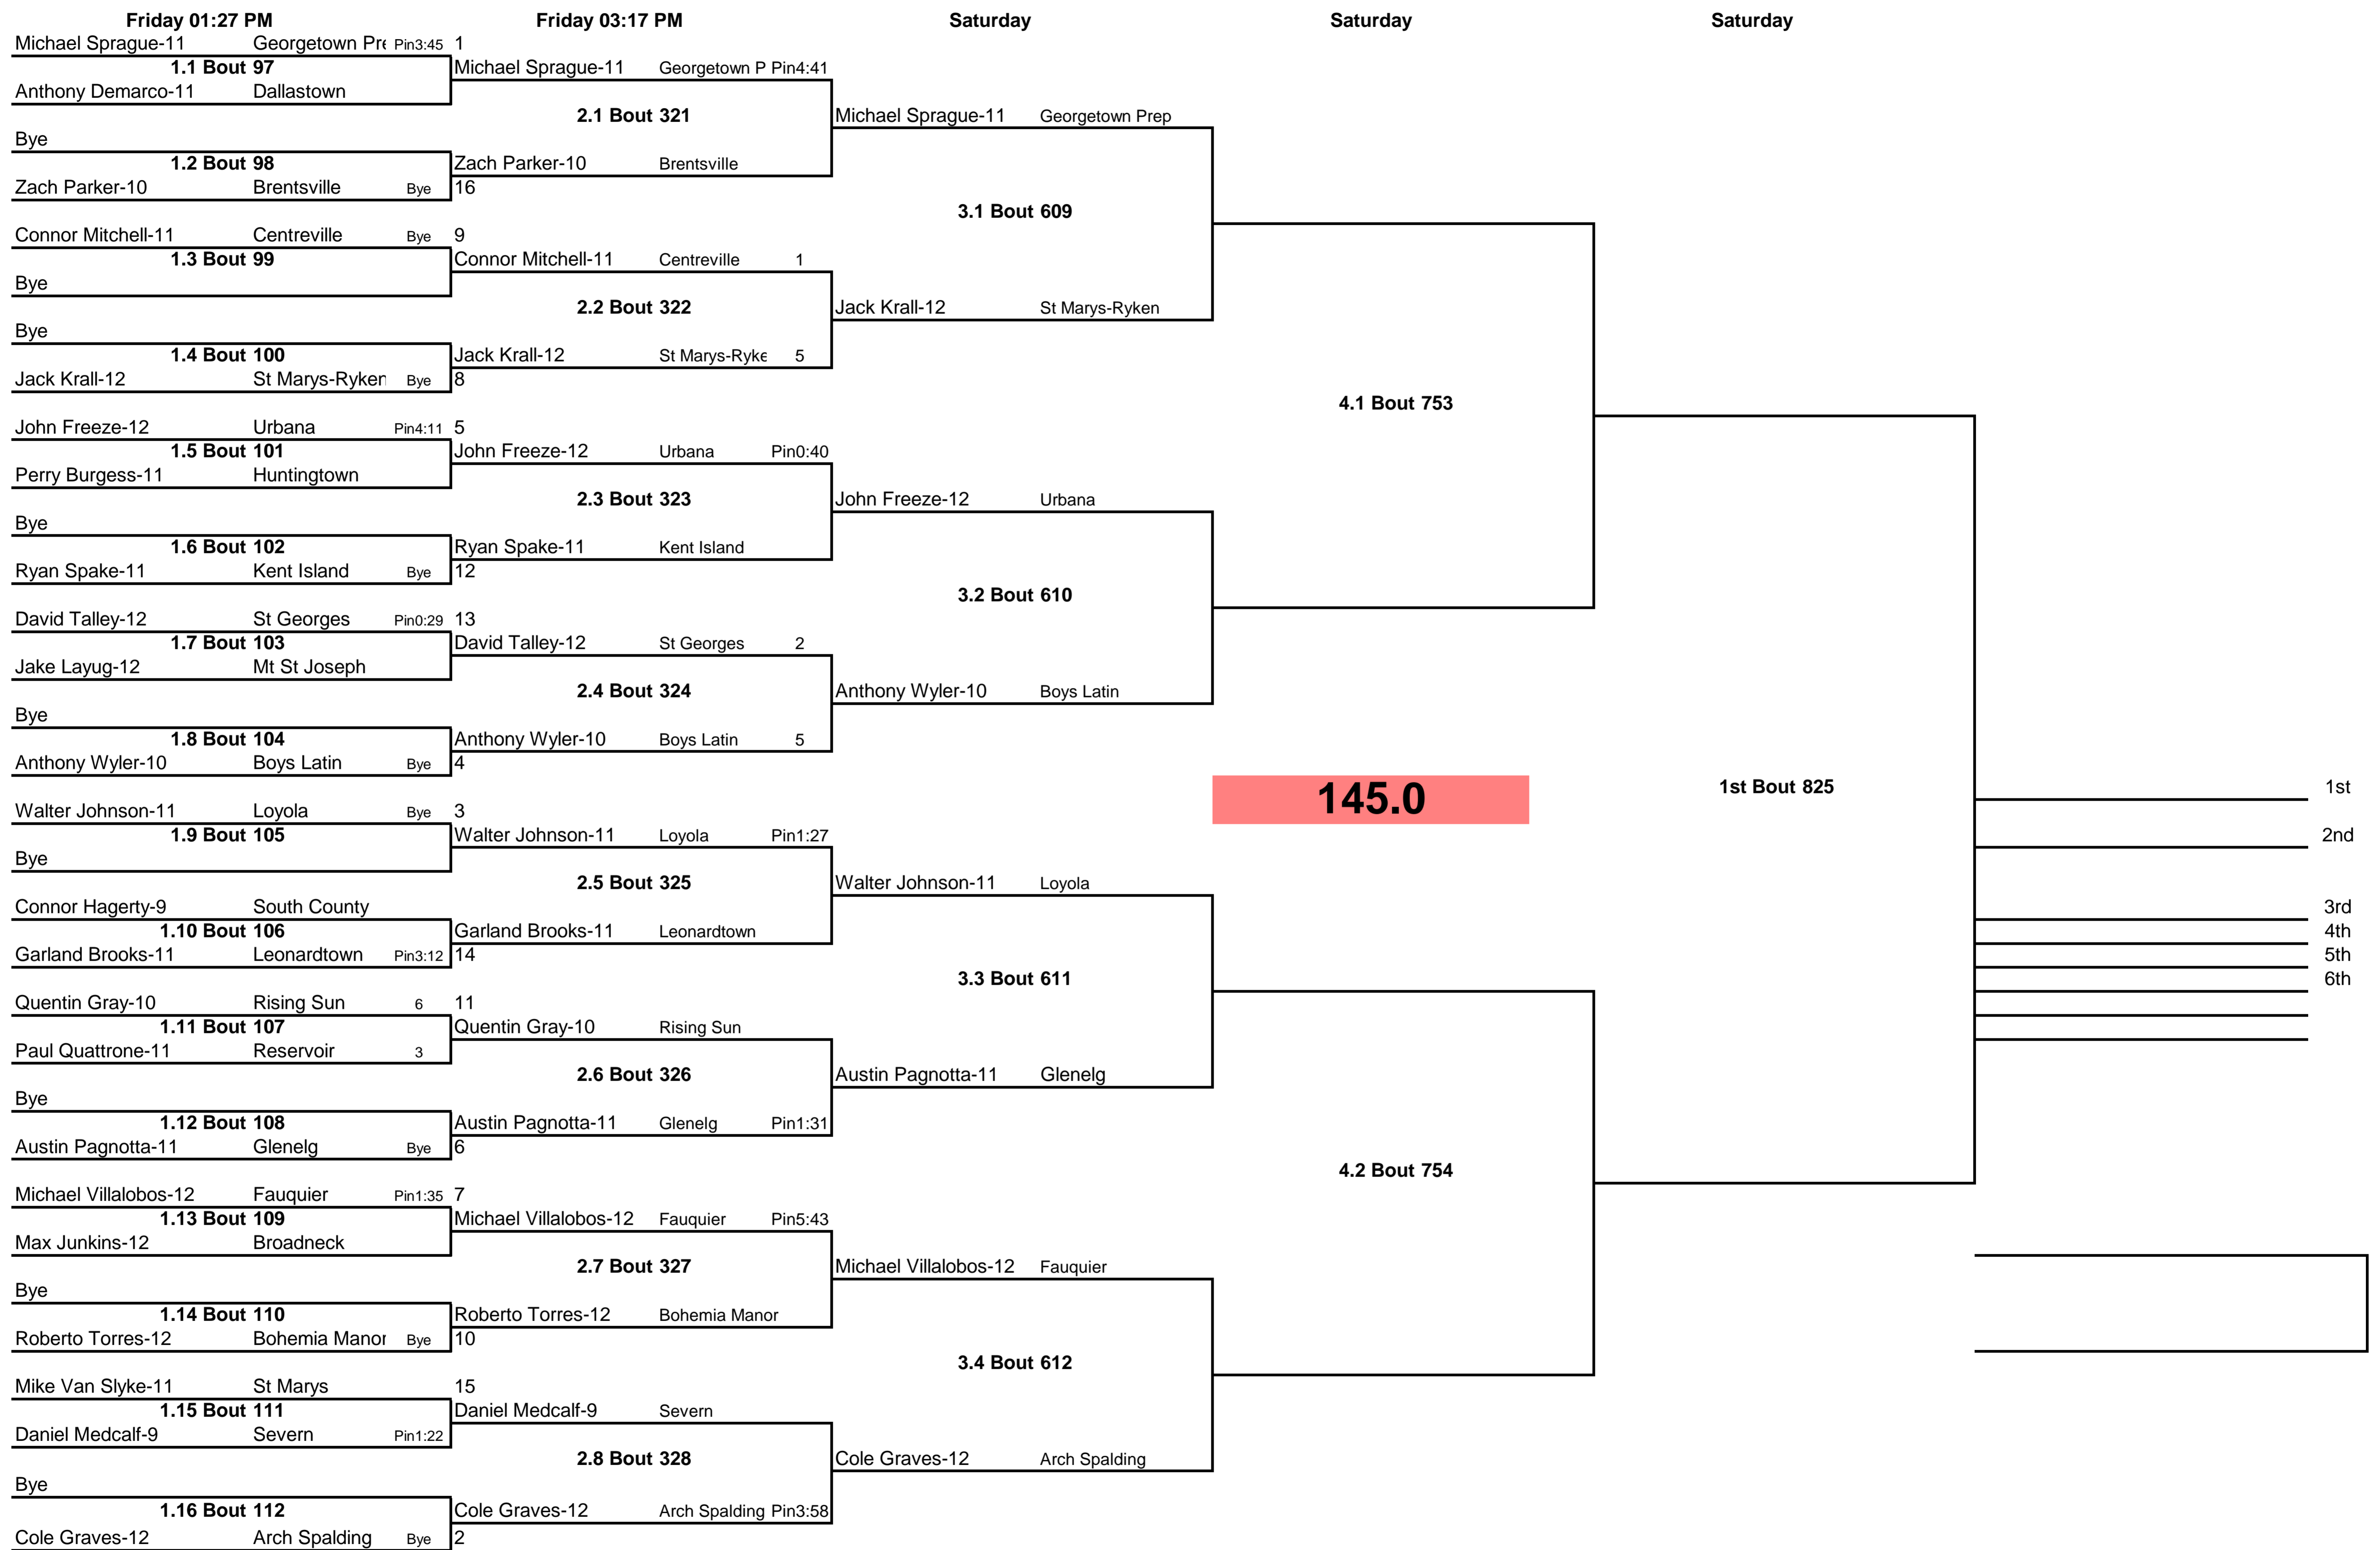 Friday 01:27 PM Friday 03:17 PM Saturday Saturday Saturday
Michael Sprague-11 Georgetown Pre Pin3:45 1
1.1 Bout 97 Michael Sprague-11 Georgetown P Pin4:41
Anthony Demarco-11 Dallastown
2.1 Bout 321 Michael Sprague-11 Georgetown Prep
Bye
1.2 Bout 98 Zach Parker-10 Brentsville
Zach Parker-10 Brentsville Bye 16
3.1 Bout 609
Connor Mitchell-11 Centreville Bye 9
1.3 Bout 99 Connor Mitchell-11 Centreville 1
Bye
2.2 Bout 322 Jack Krall-12 St Marys-Ryken
Bye
1.4 Bout 100 Jack Krall-12 St Marys-Ryke 5
Jack Krall-12 St Marys-Ryken Bye 8
4.1 Bout 753
John Freeze-12 Urbana Pin4:11 5
1.5 Bout 101 John Freeze-12 Urbana Pin0:40
Perry Burgess-11 Huntingtown
2.3 Bout 323 John Freeze-12 Urbana
Bye
1.6 Bout 102 Ryan Spake-11 Kent Island
Ryan Spake-11 Kent Island Bye 12
3.2 Bout 610
David Talley-12 St Georges Pin0:29 13
1.7 Bout 103 David Talley-12 St Georges 2
Jake Layug-12 Mt St Joseph
2.4 Bout 324 Anthony Wyler-10 Boys Latin
Bye
1.8 Bout 104 Anthony Wyler-10 Boys Latin 5
Anthony Wyler-10 Boys Latin Bye 4
145.0 1st Bout 825 1st
Walter Johnson-11 Loyola Bye 3
1.9 Bout 105 Walter Johnson-11 Loyola Pin1:27 2nd
Bye
2.5 Bout 325 Walter Johnson-11 Loyola
Connor Hagerty-9 South County 3rd
1.10 Bout 106 Garland Brooks-11 Leonardtown 4th
Garland Brooks-11 Leonardtown Pin3:12 14 5th
3.3 Bout 611 6th
Quentin Gray-10 Rising Sun 6 11
1.11 Bout 107 Quentin Gray-10 Rising Sun
Paul Quattrone-11 Reservoir 3
2.6 Bout 326 Austin Pagnotta-11 Glenelg
Bye
1.12 Bout 108 Austin Pagnotta-11 Glenelg Pin1:31
Austin Pagnotta-11 Glenelg Bye 6
4.2 Bout 754
Michael Villalobos-12 Fauquier Pin1:35 7
1.13 Bout 109 Michael Villalobos-12 Fauquier Pin5:43
Max Junkins-12 Broadneck
2.7 Bout 327 Michael Villalobos-12 Fauquier
Bye
1.14 Bout 110 Roberto Torres-12 Bohemia Manor
Roberto Torres-12 Bohemia Manor Bye 10
3.4 Bout 612
Mike Van Slyke-11 St Marys 15
1.15 Bout 111 Daniel Medcalf-9 Severn
Daniel Medcalf-9 Severn Pin1:22
2.8 Bout 328 Cole Graves-12 Arch Spalding
Bye
1.16 Bout 112 Cole Graves-12 Arch Spalding Pin3:58
Cole Graves-12 Arch Spalding Bye 2